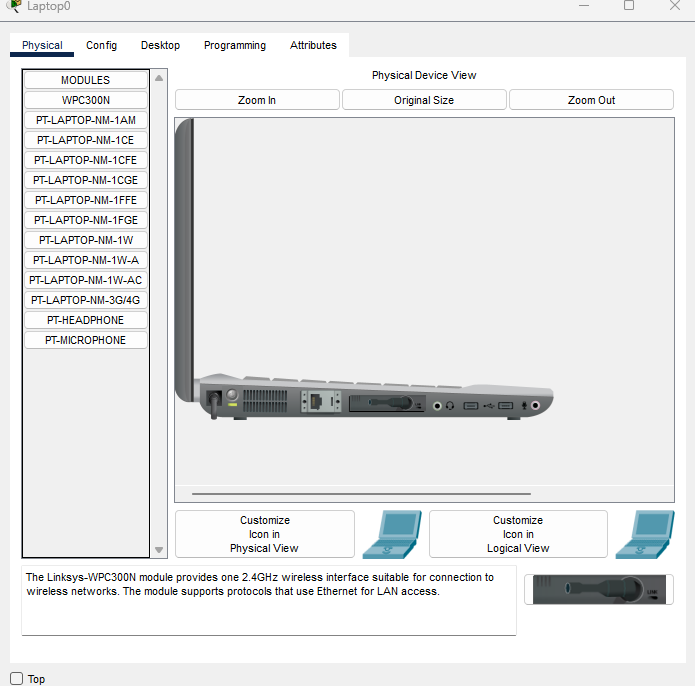 Laptop0
Physical Config Desktop Programming Attributes
MODULES
WPC300N
PT-LAPTOP-NM-1AM
PT-LAPTOP-NM-1CE
PT-LAPTOP-NM-1CFE
PT-LAPTOP-NM-1CGE
PT-LAPTOP-NM-1FFE
PT-LAPTOP-NM-1FGE
PT-LAPTOP-NM-1W
PT-LAPTOP-NM-1W-A
PT-LAPTOP-NM-1W-AC
PT-LAPTOP-NM-3G/4G
PT-HEADPHONE
PT-MICROPHONE
Physical Device View
Zoom In Original Size Zoom Out
Customize
Icon in
Physical View
Customize
Icon in
Logical View
The Linksys-WPC300N module provides one 2.4GHz wireless interface suitable for connection to
wireless networks. The module supports protocols that use Ethernet for LAN access.
LINK
Top